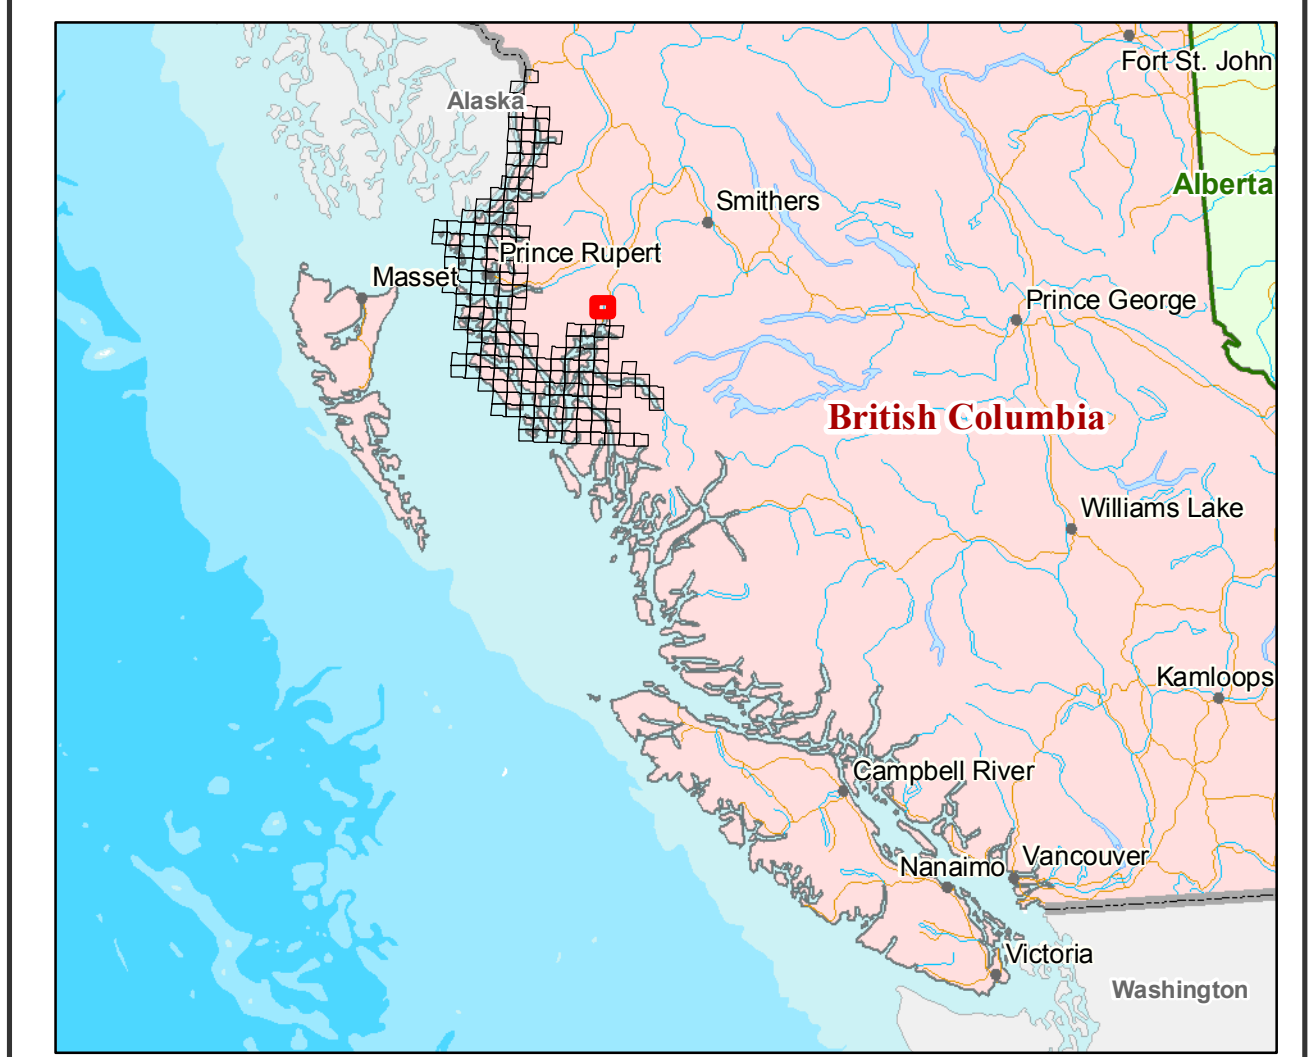 Fort St. John
Alaska
Alberta
Smithers
Prince Rupert
Masset
Prince George
British Columbia
Williams Lake
Kamloops
Campbell River
Vancouver
Nanaimo
Victoria
Washington